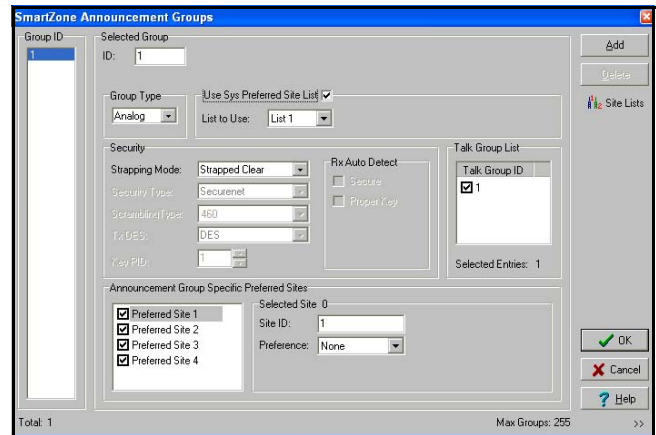 SmartZone Announcement Groups
Group ID
1
Selected Group
ID: 1
Group Type
Analog
Use Sys Preferred Site List
List to Use: List 1
Security
Strapping Mode: Strapped Clear
Security Type: Securenet
Scrambling Type: 460
Tx DES: DES
Key PID: 1
Rx Auto Detect
Secure
Proper Key
Talk Group List
Talk Group ID
1
Selected Entries: 1
Announcement Group Specific Preferred Sites
Preferred Site 1
Preferred Site 2
Preferred Site 3
Preferred Site 4
Selected Site 0
Site ID: 1
Preference: None
Add
Delete
Site Lists
OK
Cancel
? Help
Total: 1
Max Groups: 255
>>